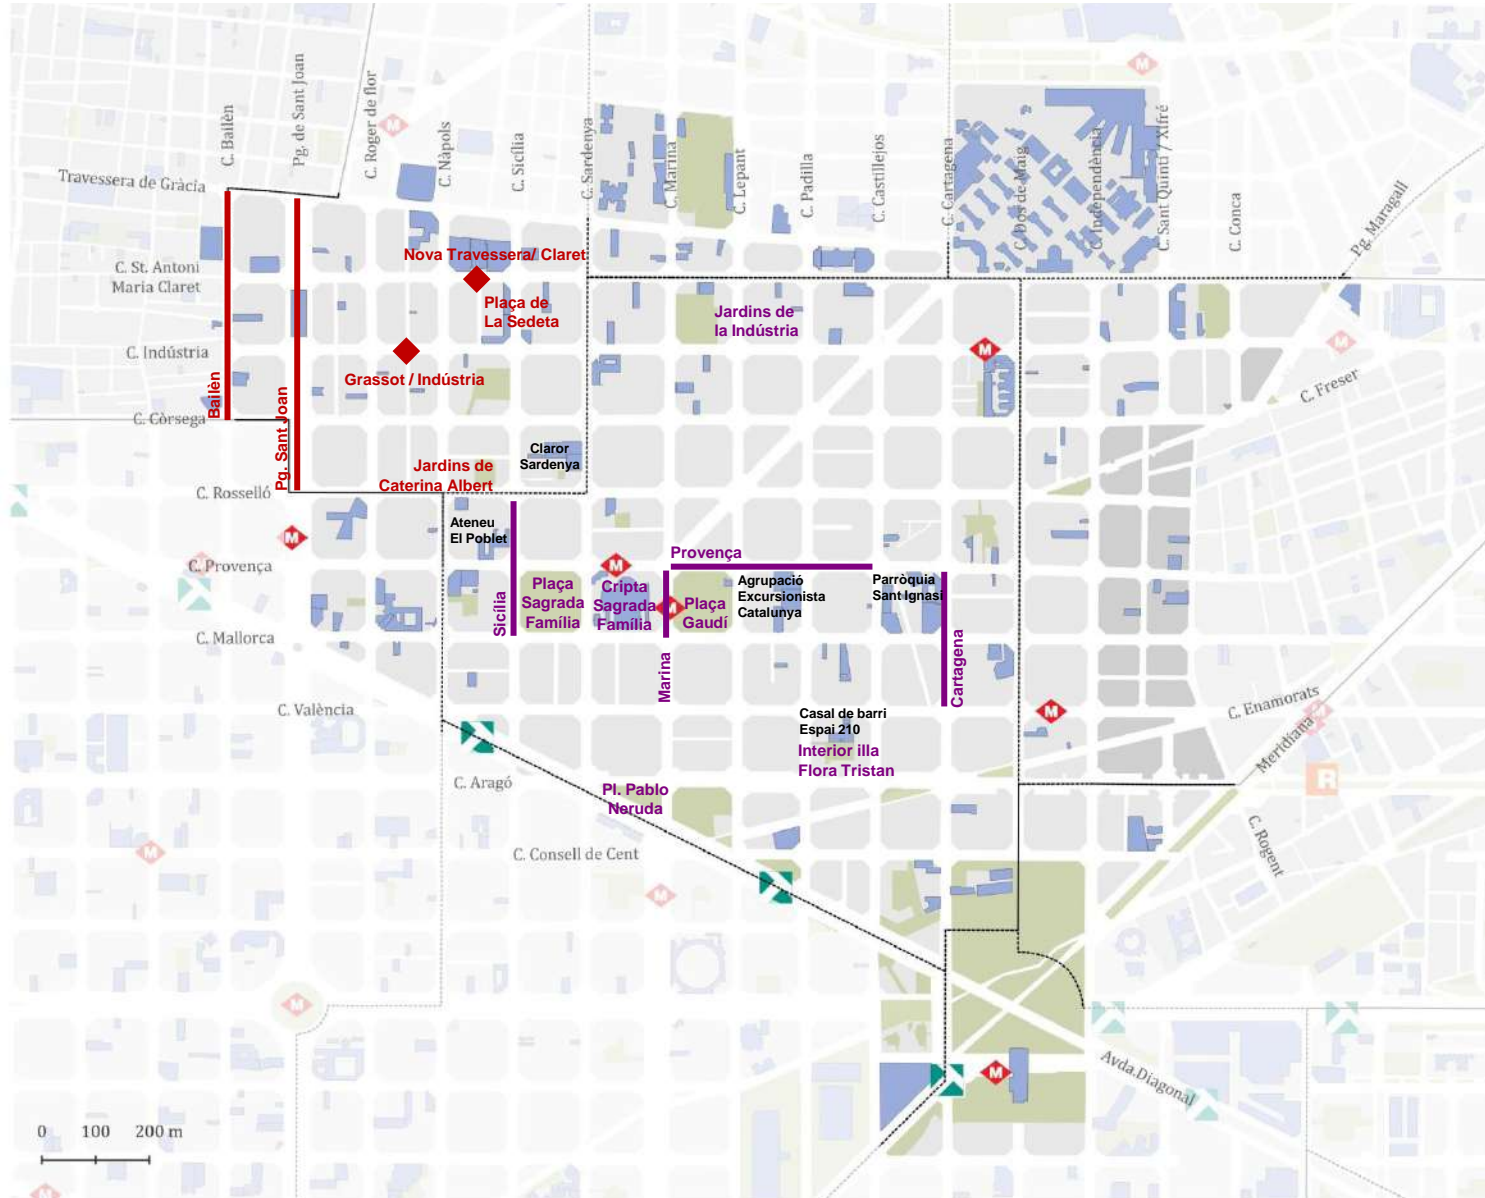 C. Bailèn
Pg. de Sant Joan
C. Roger de flor
C. Nàpols
C. Sicília
C. Sardenya
C. Marina
C. Lepant
C. Padilla
C. Castillejos
C. Cartagena
C. Dos de Maig
C. Independència
C. Sant Quintí / Xifré
C. Conca
Pg. Maragall
M
M
Travessera de Gràcia
C. St. Antoni
Maria Claret
Nova Travessera/ Claret
Plaça de
La Sedeta
Jardins de
la Indústria
C. Indústria
Grassot / Indústria
M
M
C. Freser
Bailèn
Pg. Sant Joan
C. Còrsega
Claror
Sardenya
Jardins de
Caterina Albert
C. Rosselló
Ateneu
El Poblet
M
M
C. Provença
M
Provença
Sicília
Plaça
Sagrada
Família
Cripta
Sagrada
Família
M
Plaça
Gaudí
Agrupació
Excursionista
Catalunya
Parròquia
Sant Ignasi
C. Mallorca
Marina
Cartagena
C. València
Casal de barri
Espai 210
Interior illa
Flora Tristan
M
C. Enamorats
M
Meridiana
R
C. Aragó
Pl. Pablo
Neruda
C. Rogent
C. Consell de Cent
M
M
M
M
Avda.Diagonal
0 100 200 m
M